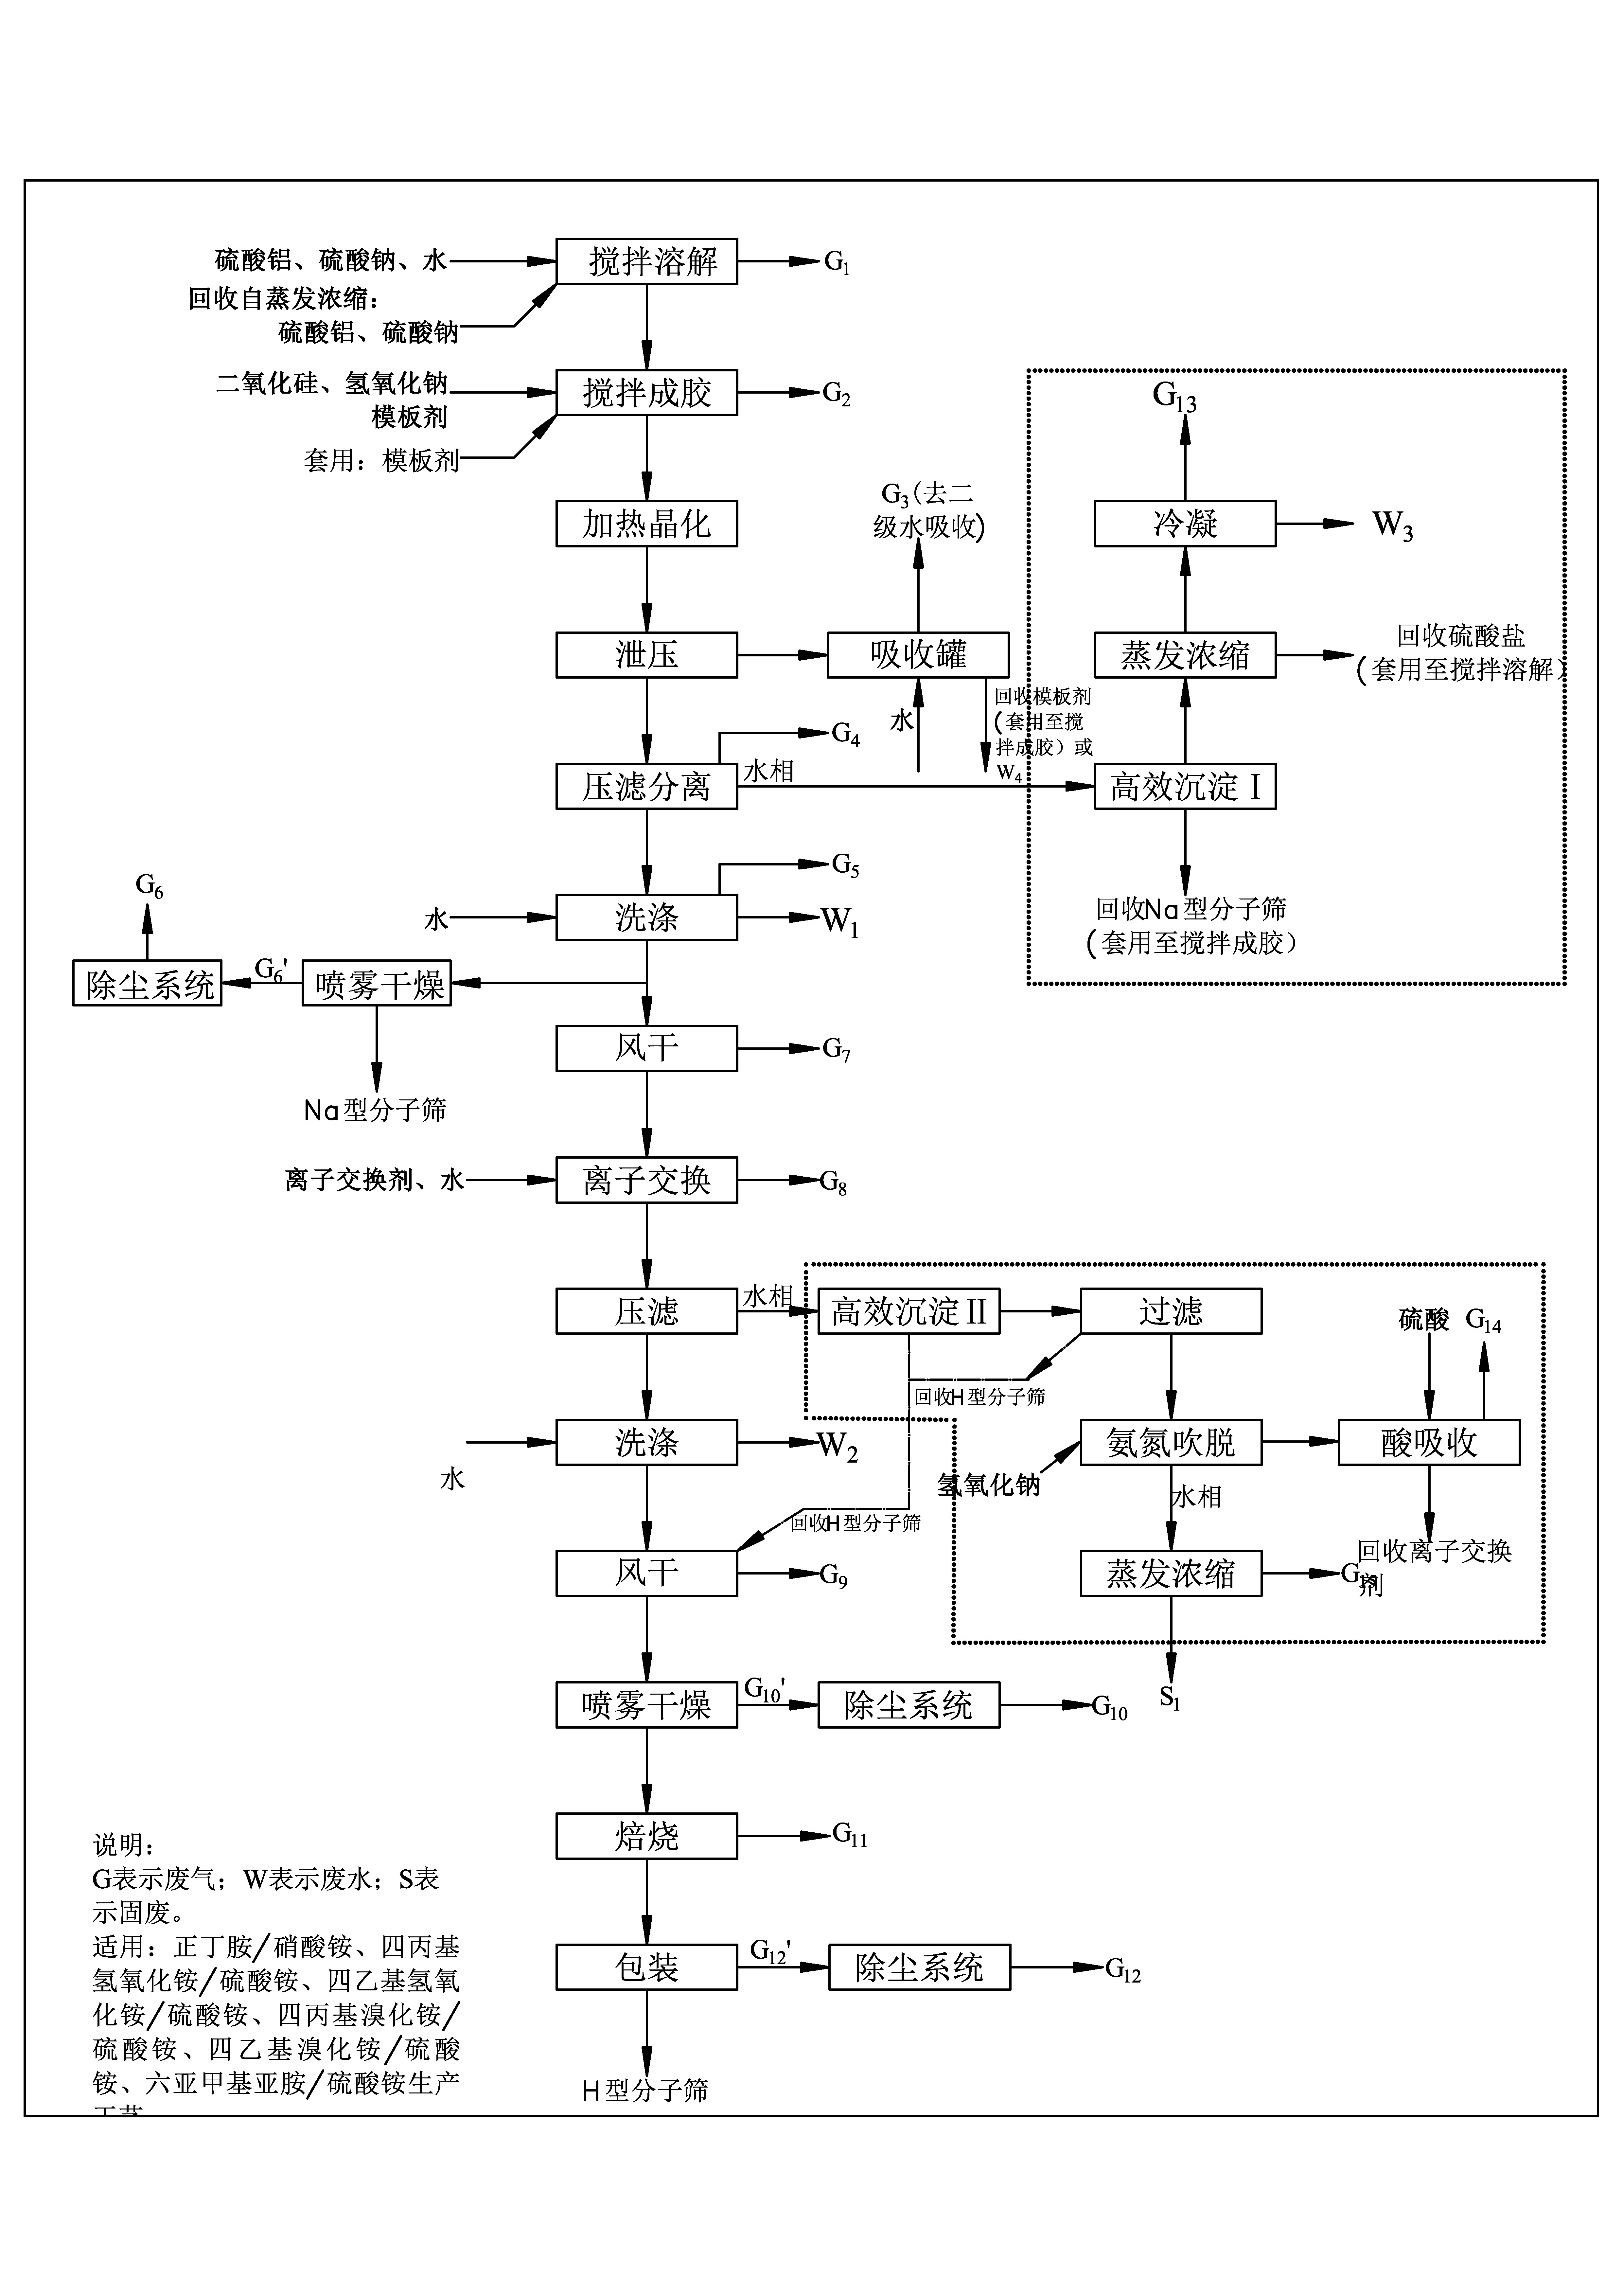 硫酸铝、硫酸钠、水
搅拌溶解
G1
回收自蒸发浓缩：
硫酸铝、硫酸钠
二氧化硅、氢氧化钠
模板剂
搅拌成胶
G2
套用：模板剂
G13
加热晶化
G3(去二
级水吸收)
冷凝
W3
泄压
吸收罐
蒸发浓缩
回收硫酸盐
(套用至搅拌溶解）
水
回收模板剂
(套用至搅
拌成胶）或
W4
G4
压滤分离
水相
高效沉淀 I
G5
水
洗涤
W1
回收Na型分子筛
(套用至搅拌成胶）
G6
除尘系统
G6'
喷雾干燥
风干
G7
Na型分子筛
离子交换剂、水
离子交换
G8
压滤
水相
高效沉淀II
过滤
硫酸
G14
回收H型分子筛
水
洗涤
W2
氨氮吹脱
酸吸收
氢氧化钠
水相
回收H型分子筛
风干
G9
蒸发浓缩
回收离子交换
剂
S1
喷雾干燥
G10'
除尘系统
G10
焙烧
G11
包装
G12'
除尘系统
G12
H型分子筛
说明：
G表示废气；W表示废水；S表
示固废。
适用：正丁胺/硝酸铵、四丙基
氢氧化铵/硫酸铵、四乙基氢氧
化铵/硫酸铵、四丙基溴化铵/
硫酸铵、四乙基溴化铵/硫酸
铵、六亚甲基亚胺/硫酸铵生产